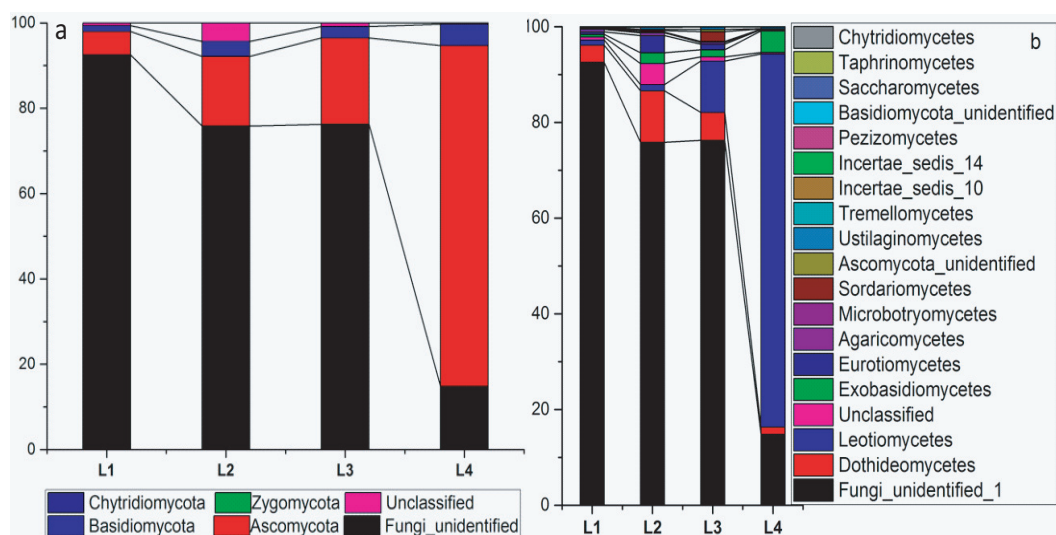 a
100
80
60
40
20
0
L1 L2 L3 L4
Chytridiomycota Zygomycota Unclassified
Basidiomycota Ascomycota Fungi_unidentified
b
100
80
60
40
20
0
L1 L2 L3 L4
Chytridiomycetes
Taphrinomycetes
Saccharomycetes
Basidiomycota_unidentified
Pezizomycetes
Incertae_sedis_14
Incertae_sedis_10
Tremellomycetes
Ustilaginomycetes
Ascomycota_unidentified
Sordariomycetes
Microbotryomycetes
Agaricomycetes
Eurotiomycetes
Exobasidiomycetes
Unclassified
Leotiomycetes
Dothideomycetes
Fungi_unidentified_1